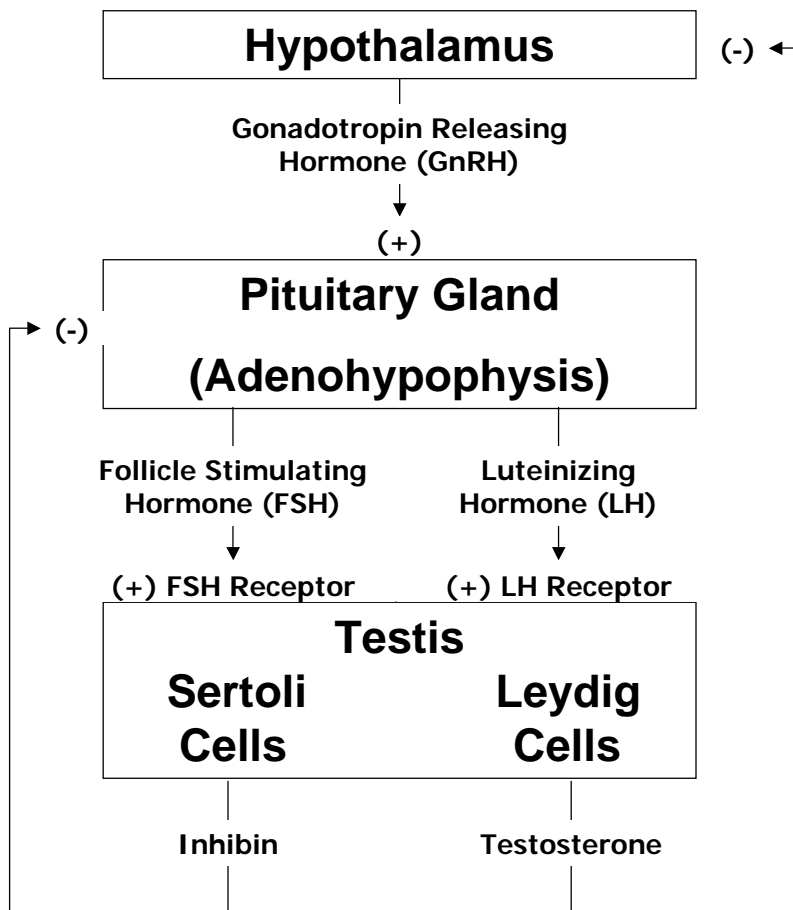 Hypothalamus
(-)
Gonadotropin Releasing
Hormone (GnRH)
(+)
Pituitary Gland
(-)
(Adenohypophysis)
Follicle Stimulating
Hormone (FSH)
Luteinizing
Hormone (LH)
(+) FSH Receptor
(+) LH Receptor
Testis
Sertoli
Cells
Leydig
Cells
Inhibin
Testosterone